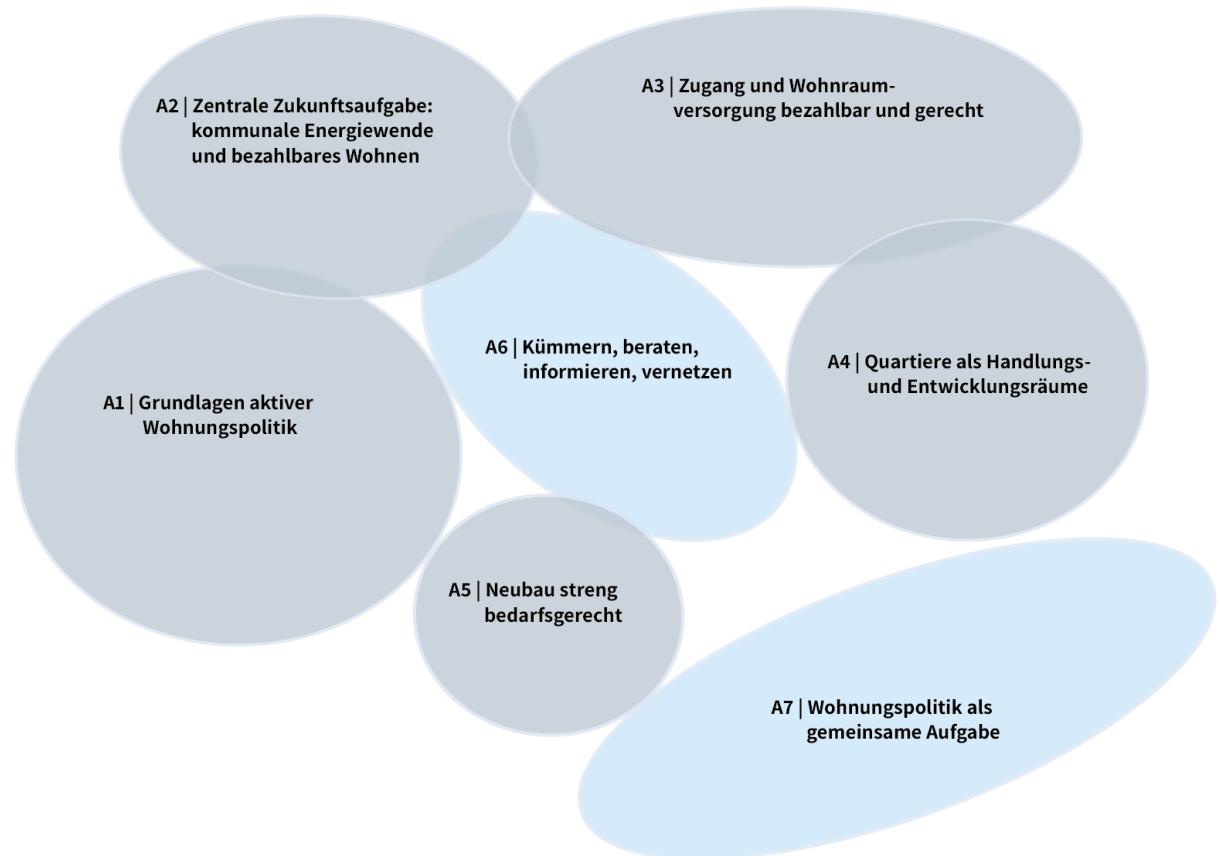 A2 | Zentrale Zukunftsaufgabe:
kommunale Energiewende
und bezahlbares Wohnen
A3 | Zugang und Wohnraum-
versorgung bezahlbar und gerecht
A6 | Kümmern, beraten,
informieren, vernetzen
A4 | Quartiere als Handlungs-
und Entwicklungsräume
A1 | Grundlagen aktiver
Wohnungspolitik
A5 | Neubau streng
bedarfsgerecht
A7 | Wohnungspolitik als
gemeinsame Aufgabe